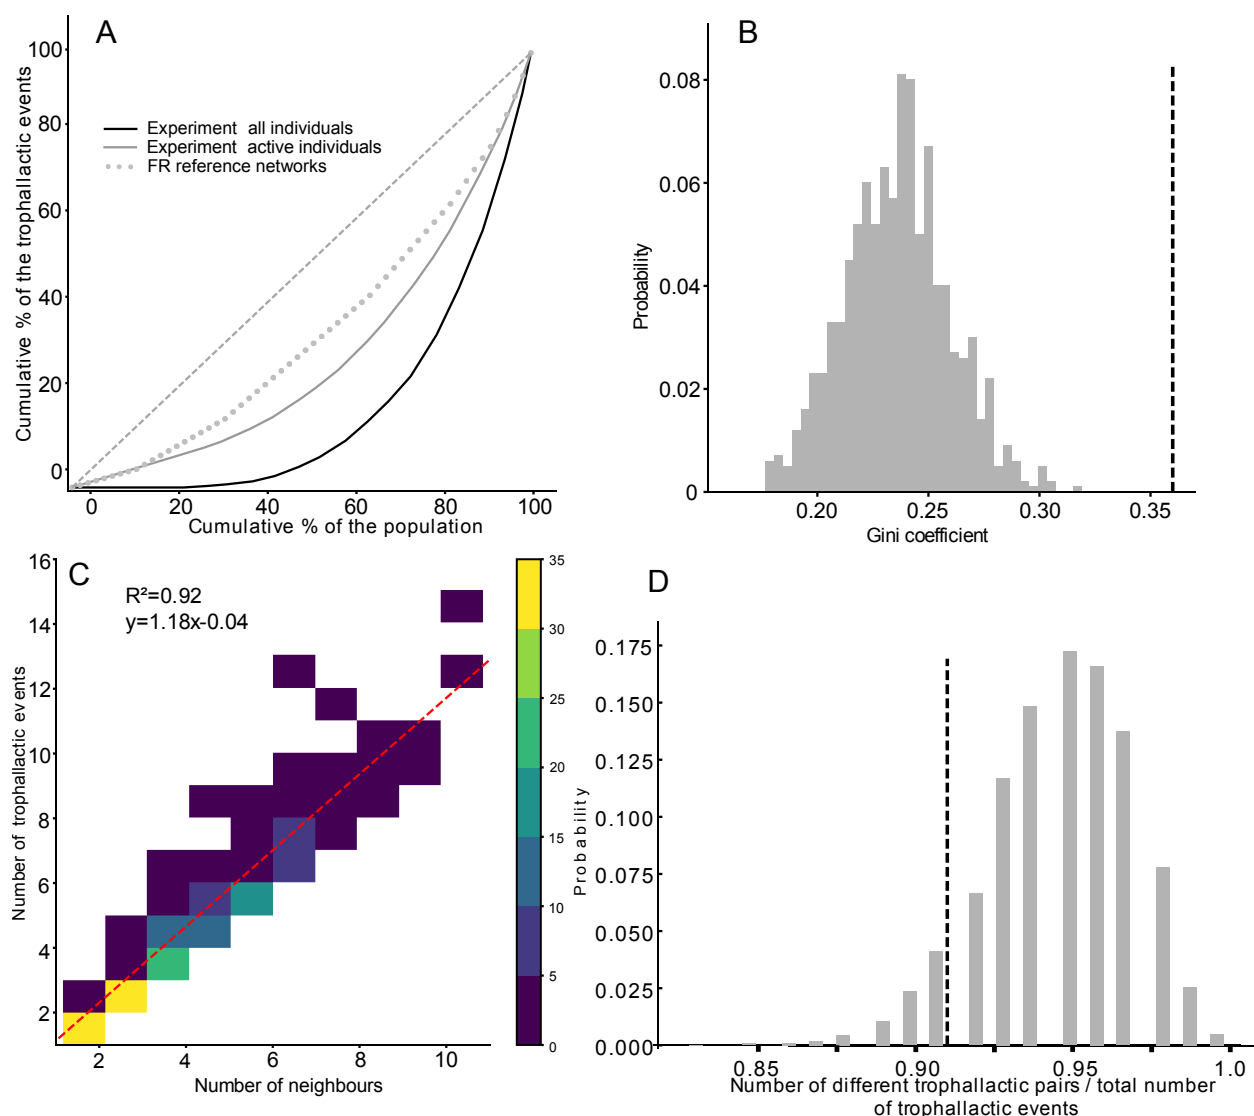 A
Cumulative % of the trophallactic events
100
80
60
40
20
0
Experiment all individuals
Experiment active individuals
FR reference networks
0 20 40 60 80 100
Cumulative % of the population
B
Probability
0.08
0.06
0.04
0.02
0
0.20 0.25 0.30 0.35
Gini coefficient
C
R²=0.92
y=1.18x-0.04
Number of trophallactic events
16
14
12
10
8
6
4
2
2 4 6 8 10
Number of neighbours
35
30
25
20
15
10
5
0
Probability
D
0.175
0.150
0.125
0.100
0.075
0.050
0.025
0.000
0.85 0.90 0.95 1.0
Number of different trophallactic pairs / total number
of trophallactic events